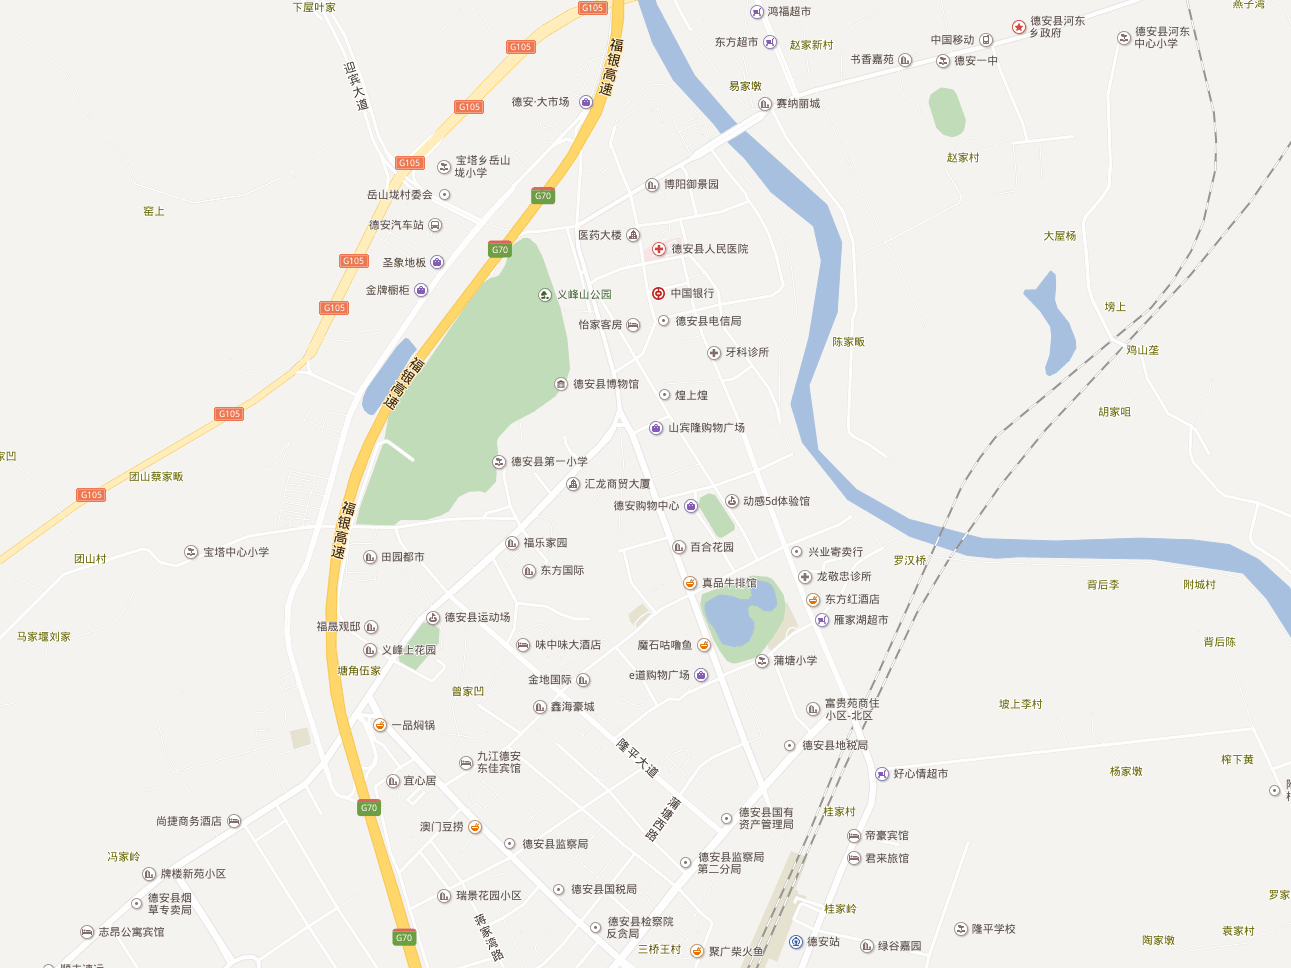 下屋叶家
G105
鸿福超市
燕子湾
德安县河东
乡政府
德安县河东
中心小学
福银高速
G105
东方超市
赵家新村
中国移动
书香嘉苑
德安一中
迎宾大道
易家墩
G105
德安·大市场
赛纳丽城
G105
宝塔乡岳山
垅小学
赵家村
岳山垅村委会
G70
博阳御景园
窑上
德安汽车站
医药大楼
大屋杨
G70
德安县人民医院
G105
圣象地板
金牌橱柜
义峰山公园
中国银行
G105
塝上
怡家客房
德安县电信局
陈家畈
鸡山垄
牙科诊所
福银高速
德安县博物馆
煌上煌
G105
胡家咀
山宾隆购物广场
家凹
德安县第一小学
团山蔡家畈
G105
汇龙商贸大厦
德安购物中心
动感5d体验馆
福银高速
团山村
宝塔中心小学
田园都市
福乐家园
百合花园
兴业寄卖行
罗汉桥
东方国际
真品牛排馆
龙敬忠诊所
背后李
附城村
东方红酒店
福晟观邸
德安县运动场
雁家湖超市
马家堰刘家
义峰上花园
味中味大酒店
魔石咕噜鱼
蒲塘小学
背后陈
塘角伍家
金地国际
e道购物广场
曾家凹
鑫海豪城
富贵苑商住
小区-北区
坡上李村
一品焖锅
隆平大道
德安县地税局
九江德安
东佳宾馆
宜心居
好心情超市
杨家墩
榨下黄
G70
蒲塘西路
德安县国有
资产管理局
桂家村
尚捷商务酒店
澳门豆捞
帝豪宾馆
冯家岭
德安县监察局
德安县监察局
第二分局
君来旅馆
牌楼新苑小区
瑞景花园小区
德安县国税局
罗家
德安县烟
草专卖局
桂家岭
蒋家湾路
德安县检察院
反贪局
志昂公寓宾馆
G70
三桥王村
聚广柴火鱼
德安站
绿谷嘉园
隆平学校
陶家墩
袁家村